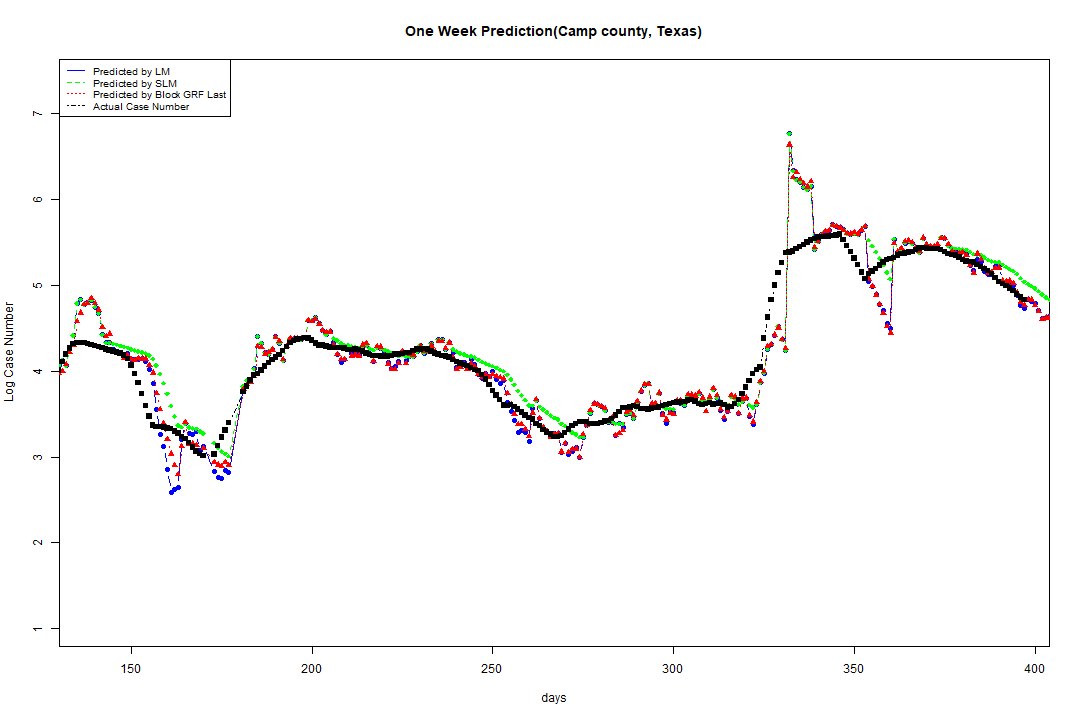 One Week Prediction(Camp county, Texas)
Predicted by LM
Predicted by SLM
Predicted by Block GRF Last
Actual Case Number
7
6
5
4
3
2
1
Log Case Number
150 200 250 300 350 400
days